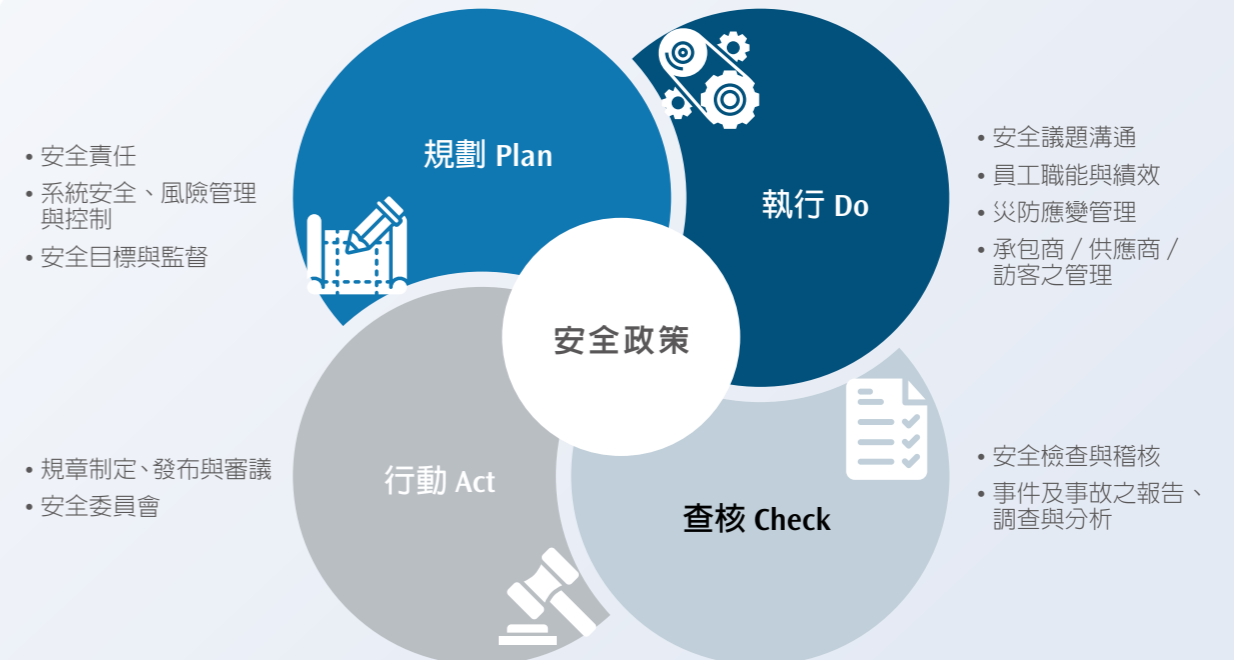 規劃 Plan
• 安全責任
• 系統安全、風險管理
與控制
• 安全目標與監督
執行 Do
• 安全議題溝通
• 員工職能與績效
• 災防應變管理
• 承包商 / 供應商 /
訪客之管理
安全政策
行動 Act
• 規章制定、發布與審議
• 安全委員會
查核 Check
• 安全檢查與稽核
• 事件及事故之報告、
調查與分析